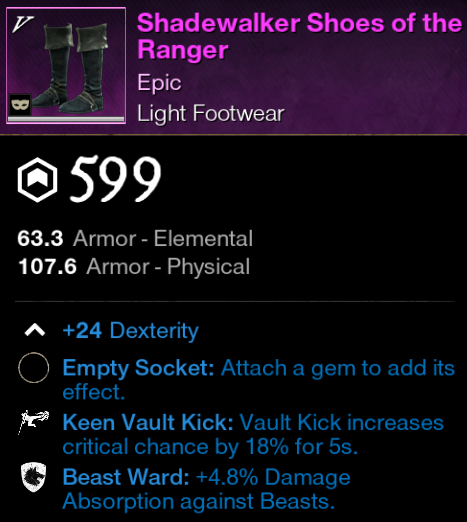 V
Shadewalker Shoes of the
Ranger
Epic
Light Footwear
599
63.3 Armor - Elemental
107.6 Armor - Physical
+24 Dexterity
Empty Socket: Attach a gem to add its
effect.
Keen Vault Kick: Vault Kick increases
critical chance by 18% for 5s.
Beast Ward: +4.8% Damage
Absorption against Beasts.